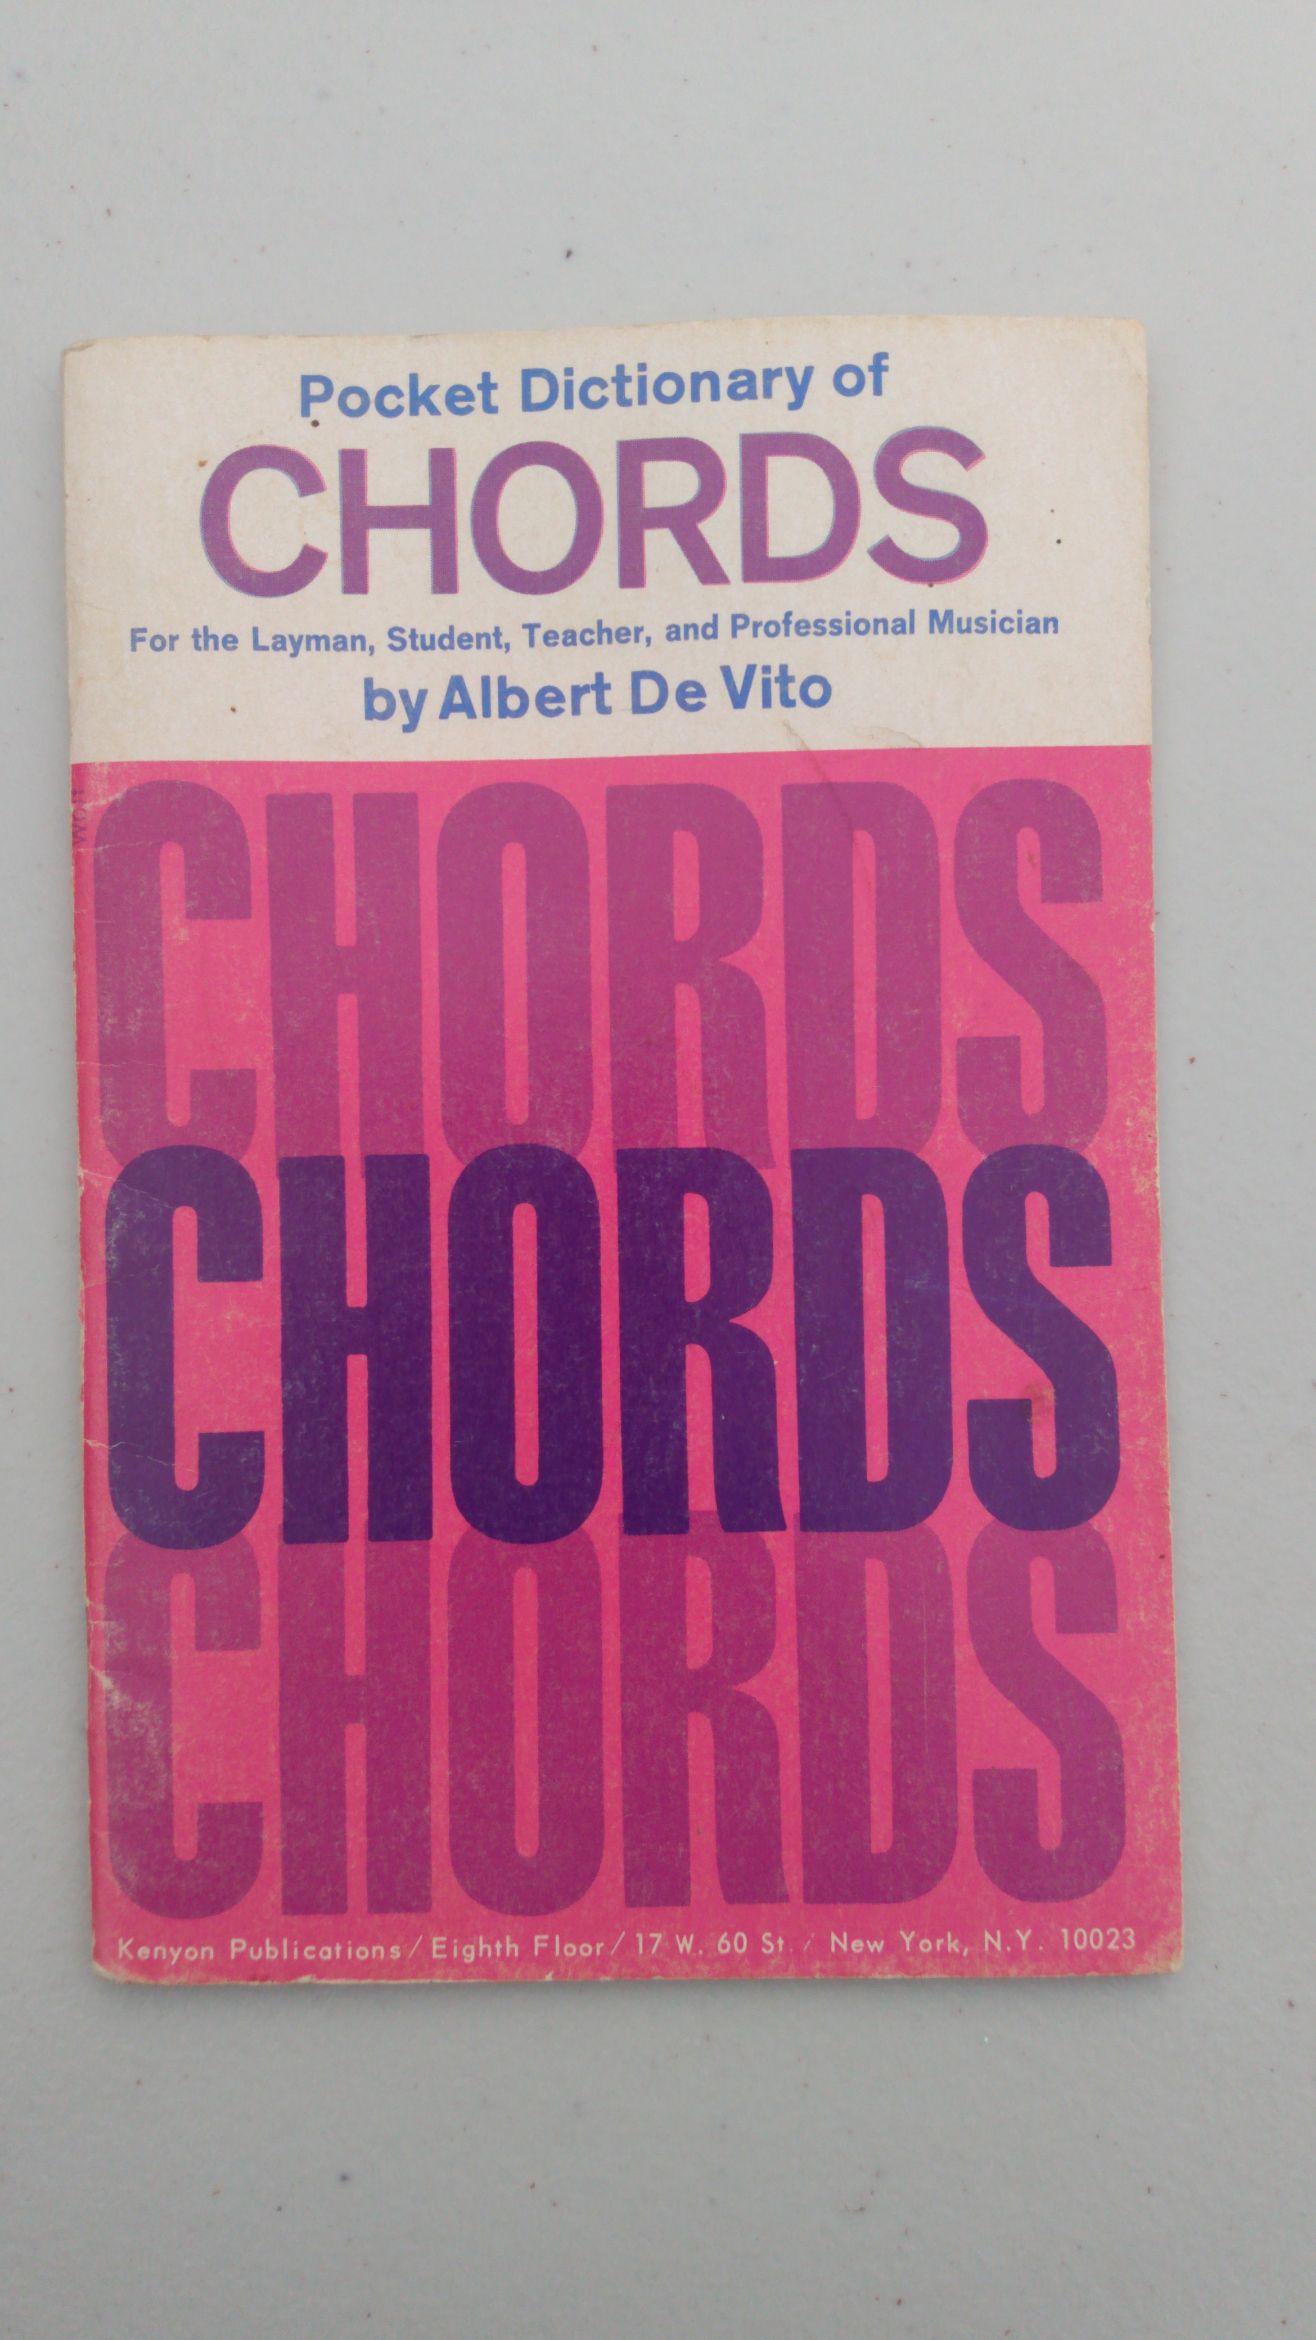 Pocket Dictionary of
CHORDS
For the Layman, Student, Teacher, and Professional Musician
by Albert De Vito
CHORDS
CHORDS
CHORDS
Kenyon Publications / Eighth Floor / 17 W. 60 St. / New York, N.Y. 10023